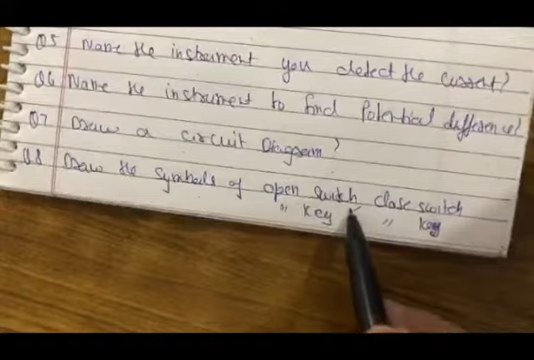 Q5 Name the instrument you detect the current?
Q6 Name the instrument to find Potential difference?
Q7 Draw a circuit Diagram?
Q8 Draw the symbols of open switch close switch
" key " key